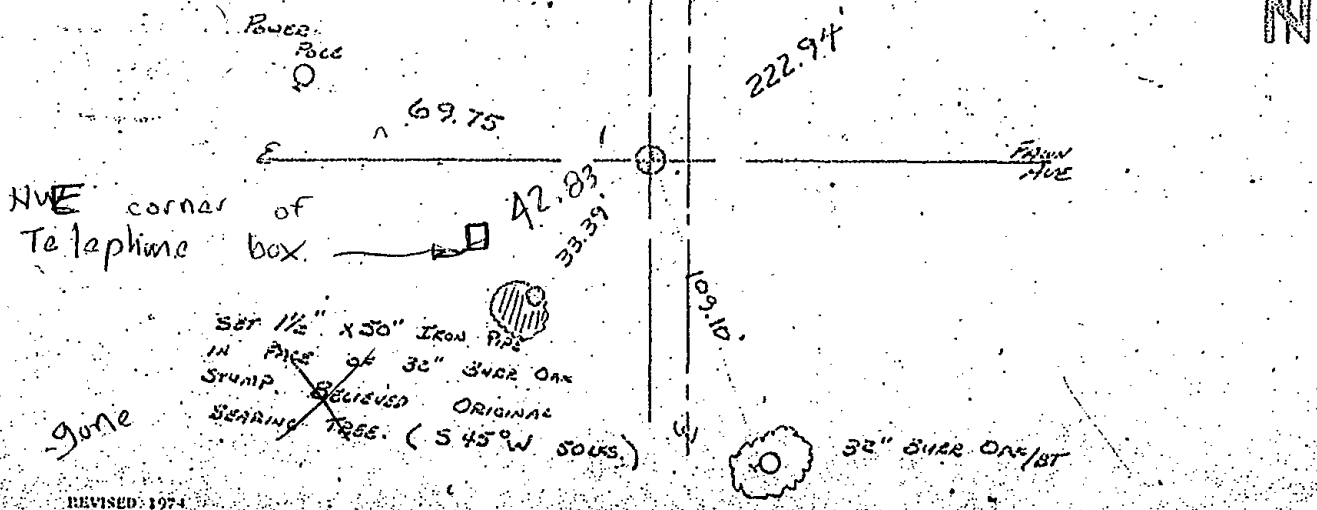 N
POWER
POLE
222.94'
69.75'
E
FAWN
AVE
NWE corner of
Telephone box.
42.83'
33.39'
109.10'
SET 1½" X 50" IRON PIPE
IN FACE OF 32" BURR OAK
STUMP. BELIEVED ORIGINAL
BEARING TREE. (S 45° W 50 LKS.)
gone
32" BURR OAK/BT
REVISED 1974